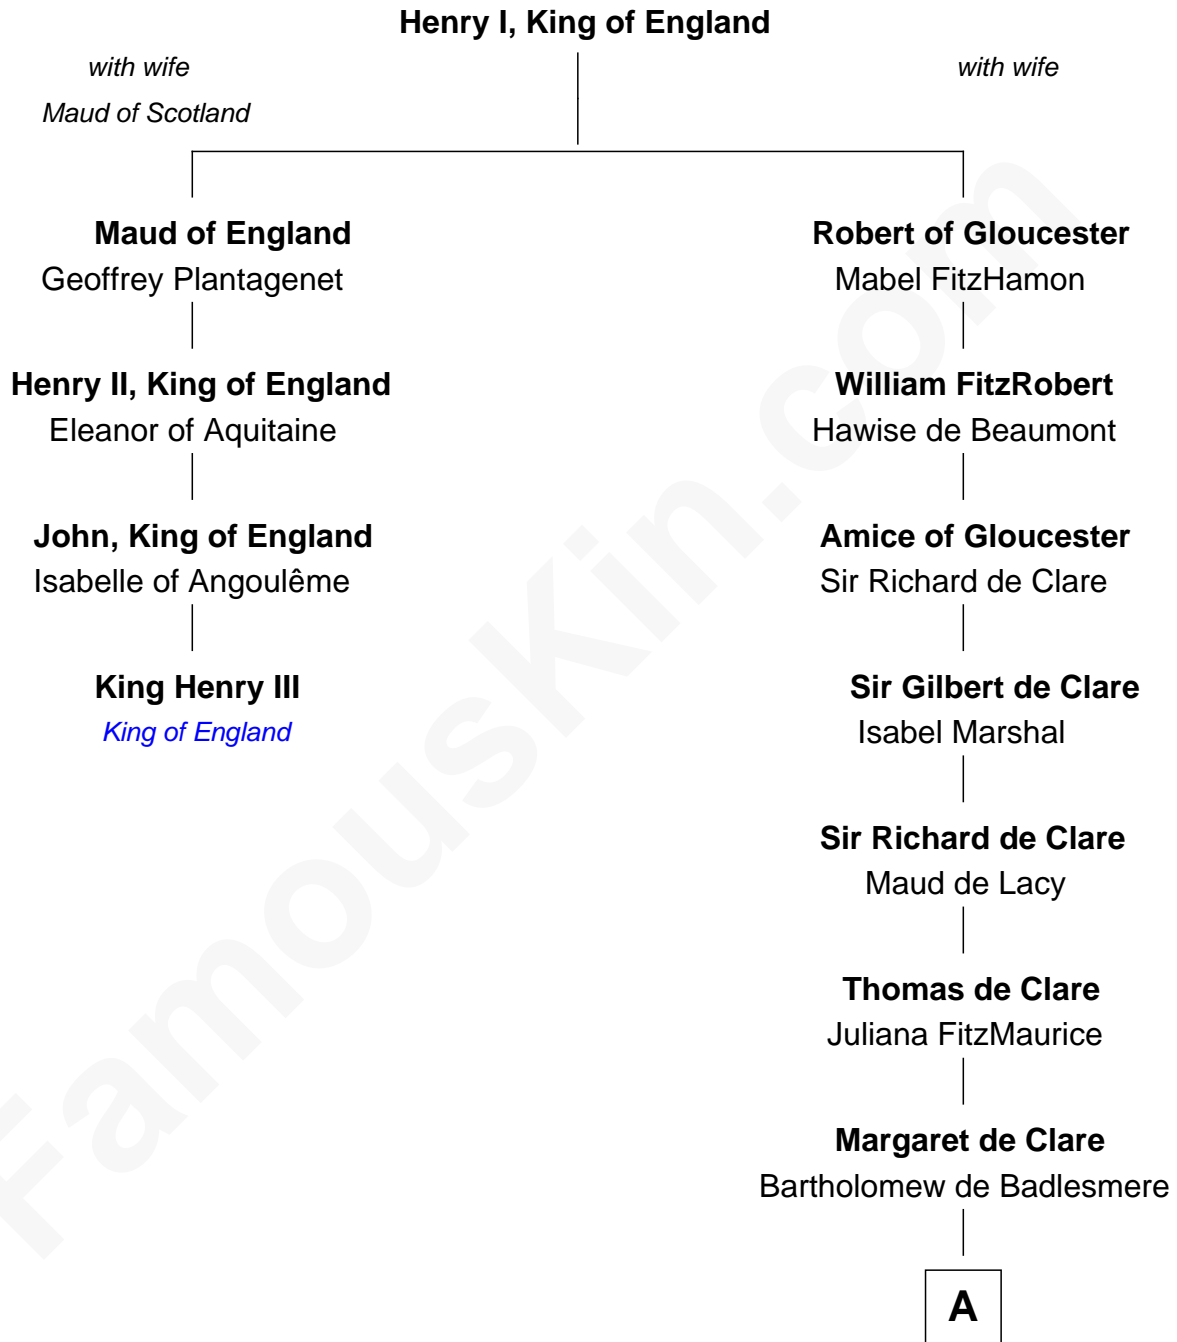 Henry I, King of England
with wife
Maud of Scotland
with wife
Maud of England
Geoffrey Plantagenet
Henry II, King of England
Eleanor of Aquitaine
John, King of England
Isabelle of Angoulême
King Henry III
King of England
Robert of Gloucester
Mabel FitzHamon
William FitzRobert
Hawise de Beaumont
Amice of Gloucester
Sir Richard de Clare
Sir Gilbert de Clare
Isabel Marshal
Sir Richard de Clare
Maud de Lacy
Thomas de Clare
Juliana FitzMaurice
Margaret de Clare
Bartholomew de Badlesmere
A
FamousKin.com